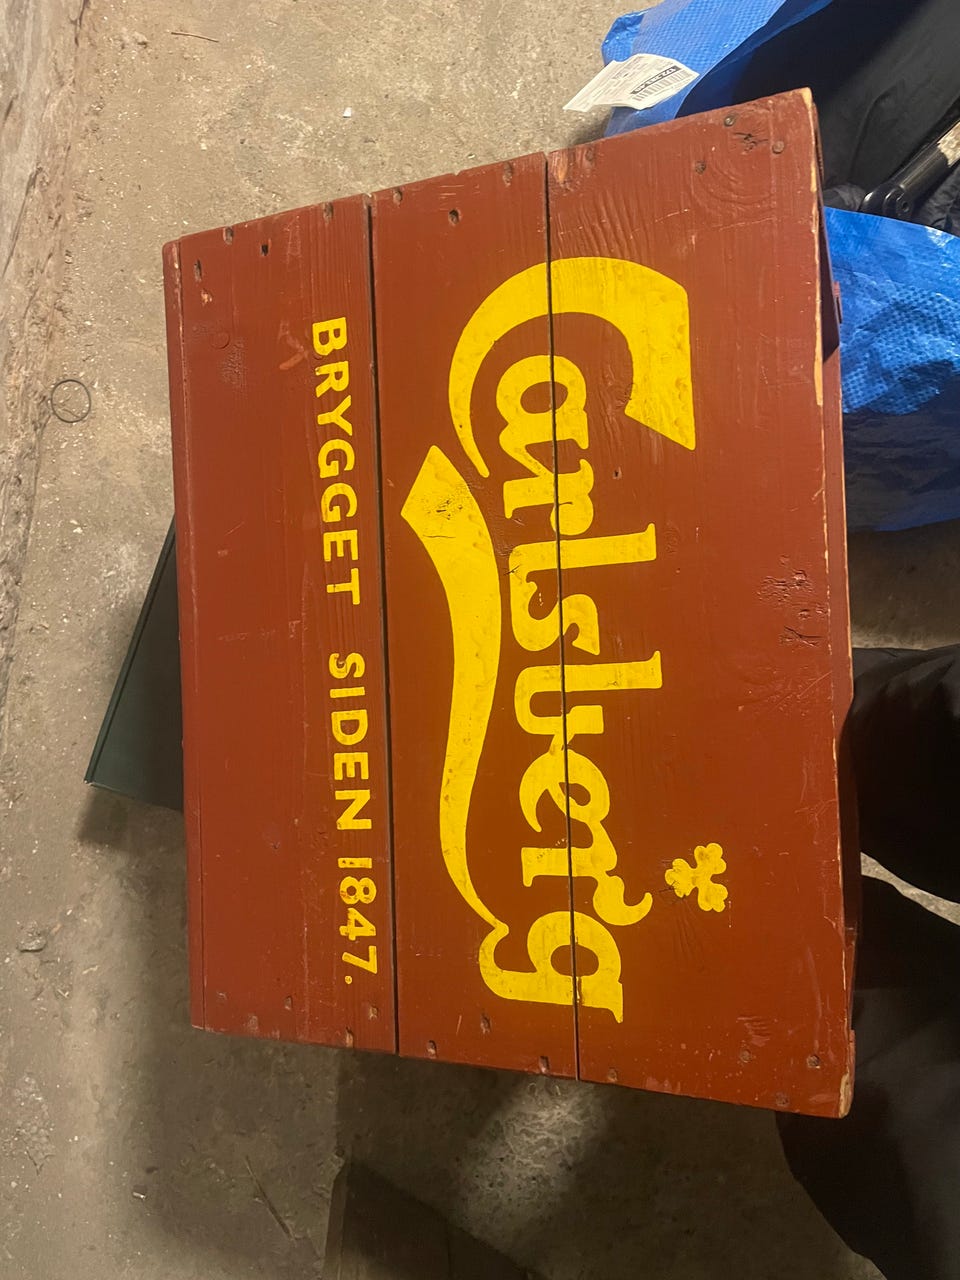 Carlsberg
BRYGGET SIDEN 1847.